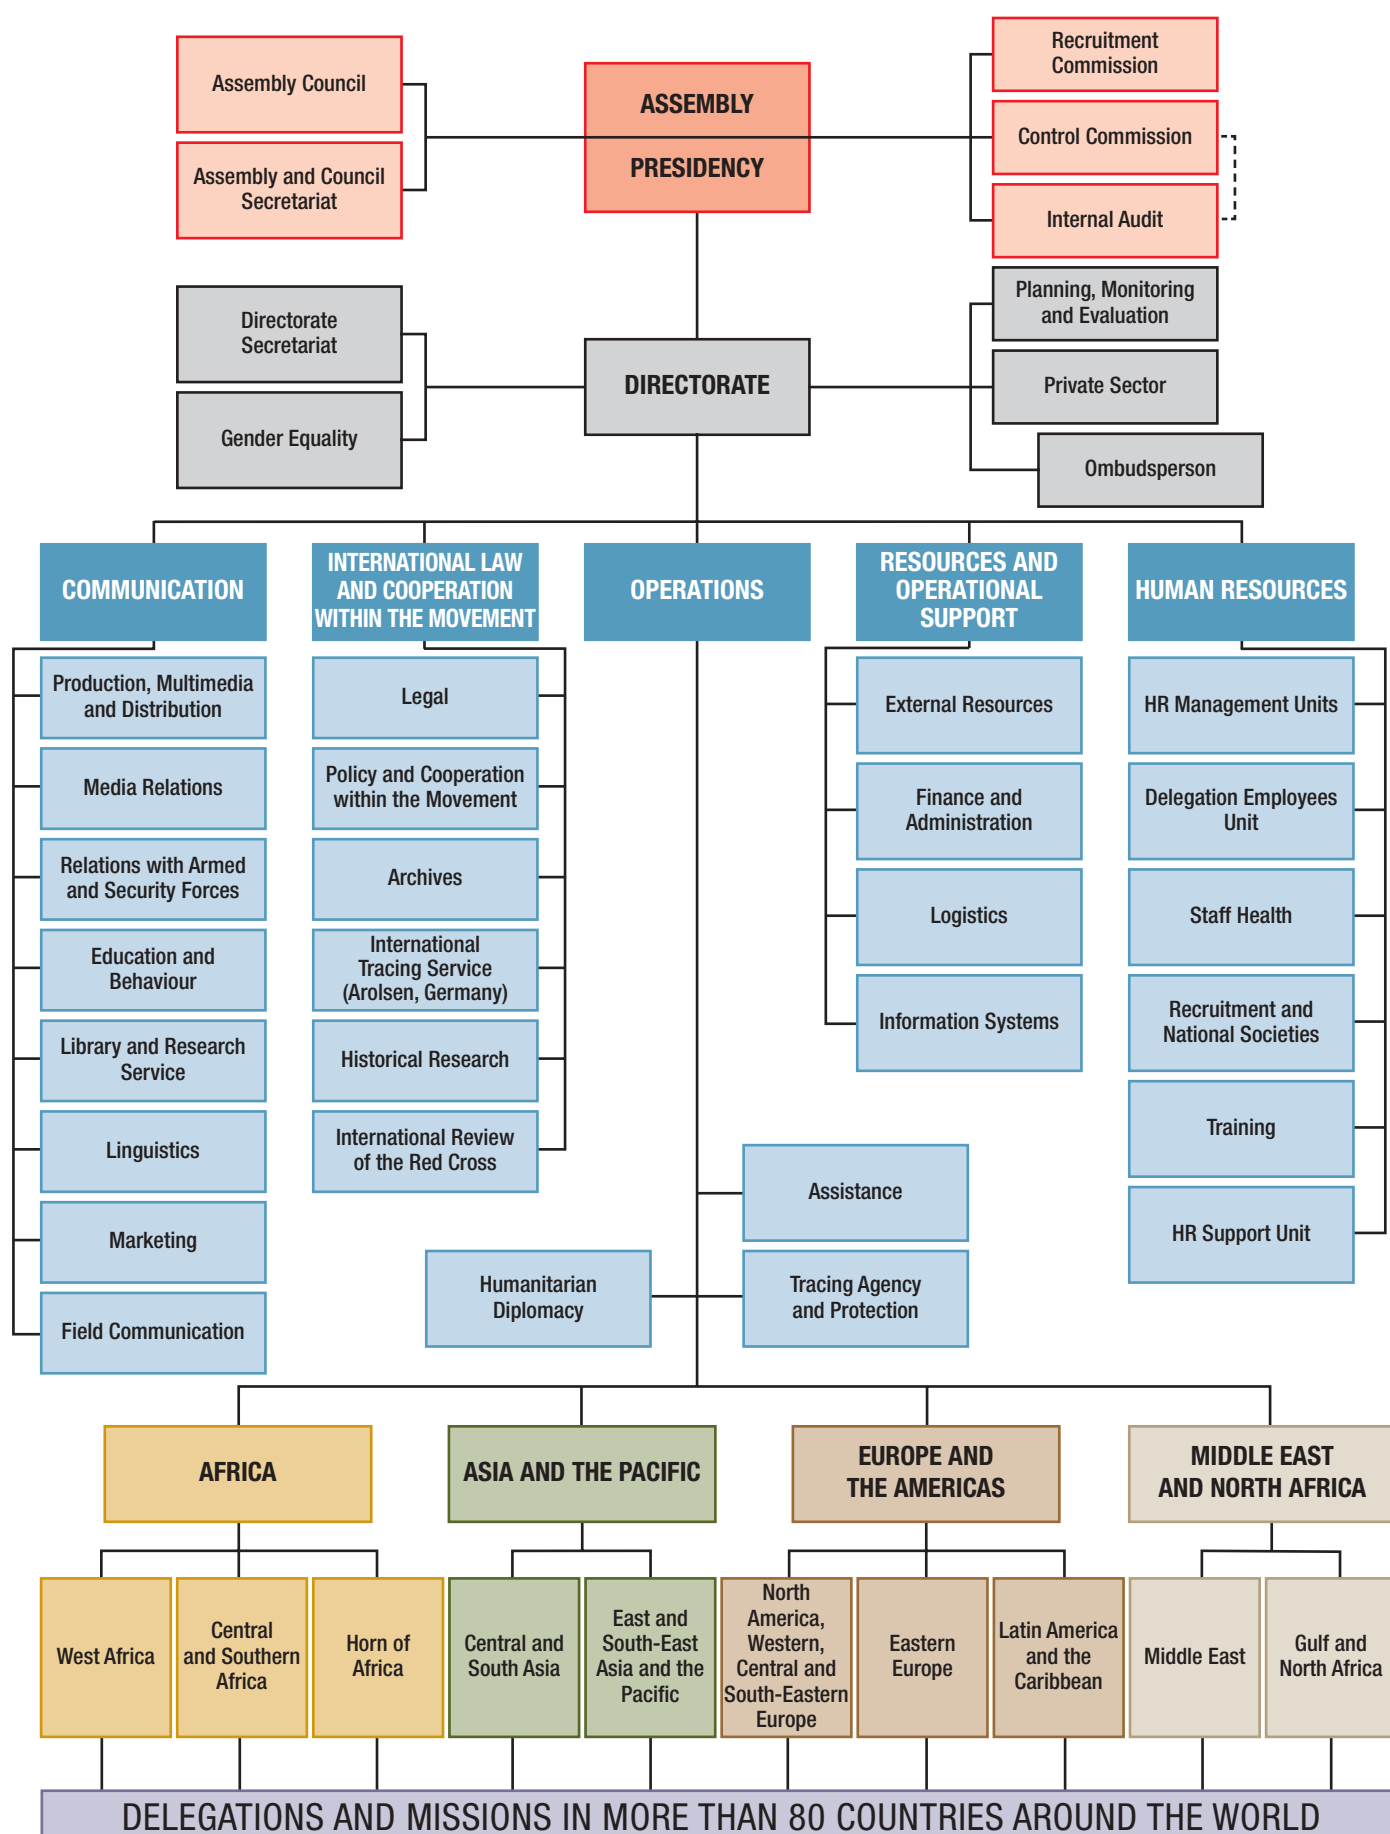 Assembly Council
Assembly and Council
Secretariat
ASSEMBLY
PRESIDENCY
Recruitment
Commission
Control Commission
Internal Audit
Directorate
Secretariat
Gender Equality
DIRECTORATE
Planning, Monitoring
and Evaluation
Private Sector
Ombudsperson
COMMUNICATION
Production, Multimedia
and Distribution
Media Relations
Relations with Armed
and Security Forces
Education and
Behaviour
Library and Research
Service
Linguistics
Marketing
Field Communication
INTERNATIONAL LAW
AND COOPERATION
WITHIN THE MOVEMENT
Legal
Policy and Cooperation
within the Movement
Archives
International
Tracing Service
(Arolsen, Germany)
Historical Research
International Review
of the Red Cross
OPERATIONS
RESOURCES AND
OPERATIONAL
SUPPORT
External Resources
Finance and
Administration
Logistics
Information Systems
HUMAN RESOURCES
HR Management Units
Delegation Employees
Unit
Staff Health
Recruitment and
National Societies
Training
HR Support Unit
Assistance
Humanitarian
Diplomacy
Tracing Agency
and Protection
AFRICA
ASIA AND THE PACIFIC
EUROPE AND
THE AMERICAS
MIDDLE EAST
AND NORTH AFRICA
West Africa
Central
and Southern
Africa
Horn of
Africa
Central and
South Asia
East and
South-East
Asia and the
Pacific
North
America,
Western,
Central and
South-Eastern
Europe
Eastern
Europe
Latin America
and the
Caribbean
Middle East
Gulf and
North Africa
DELEGATIONS AND MISSIONS IN MORE THAN 80 COUNTRIES AROUND THE WORLD